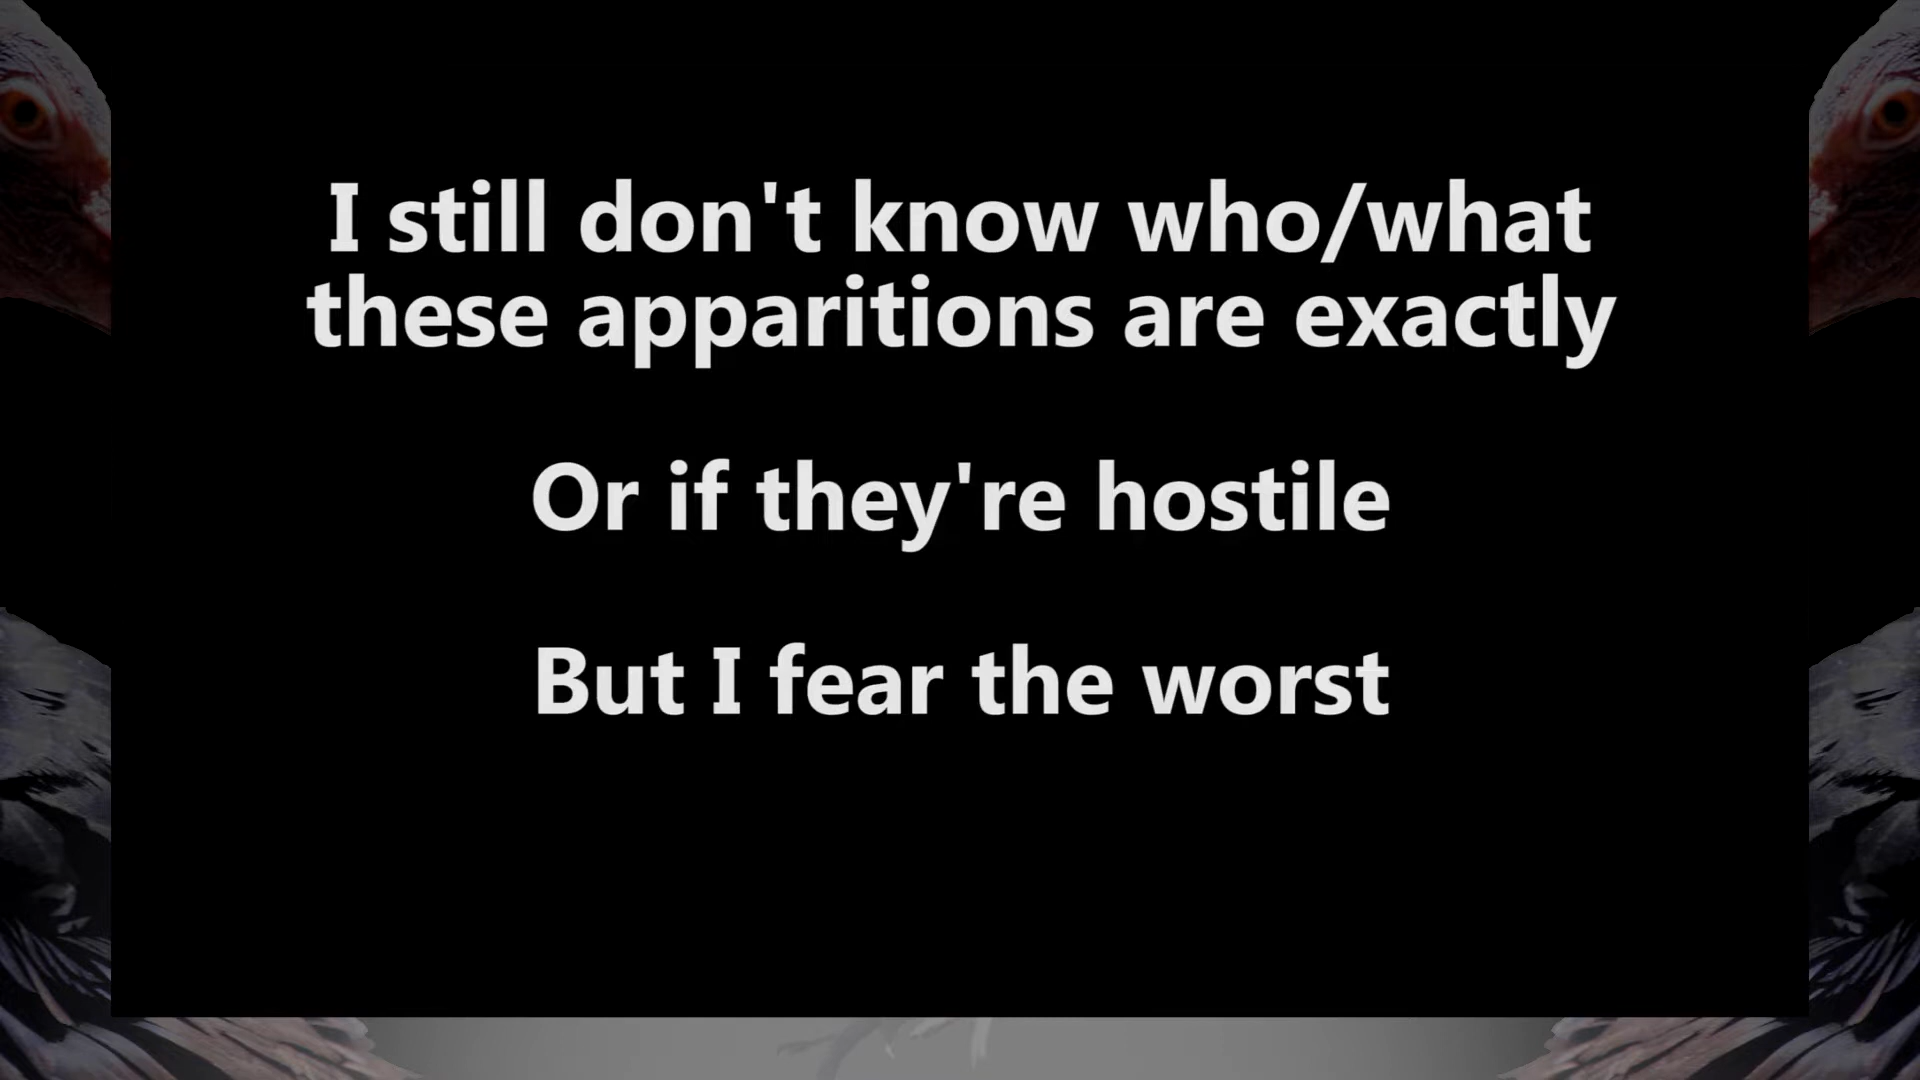 I still don't know who/what
these apparitions are exactly
Or if they're hostile
But I fear the worst